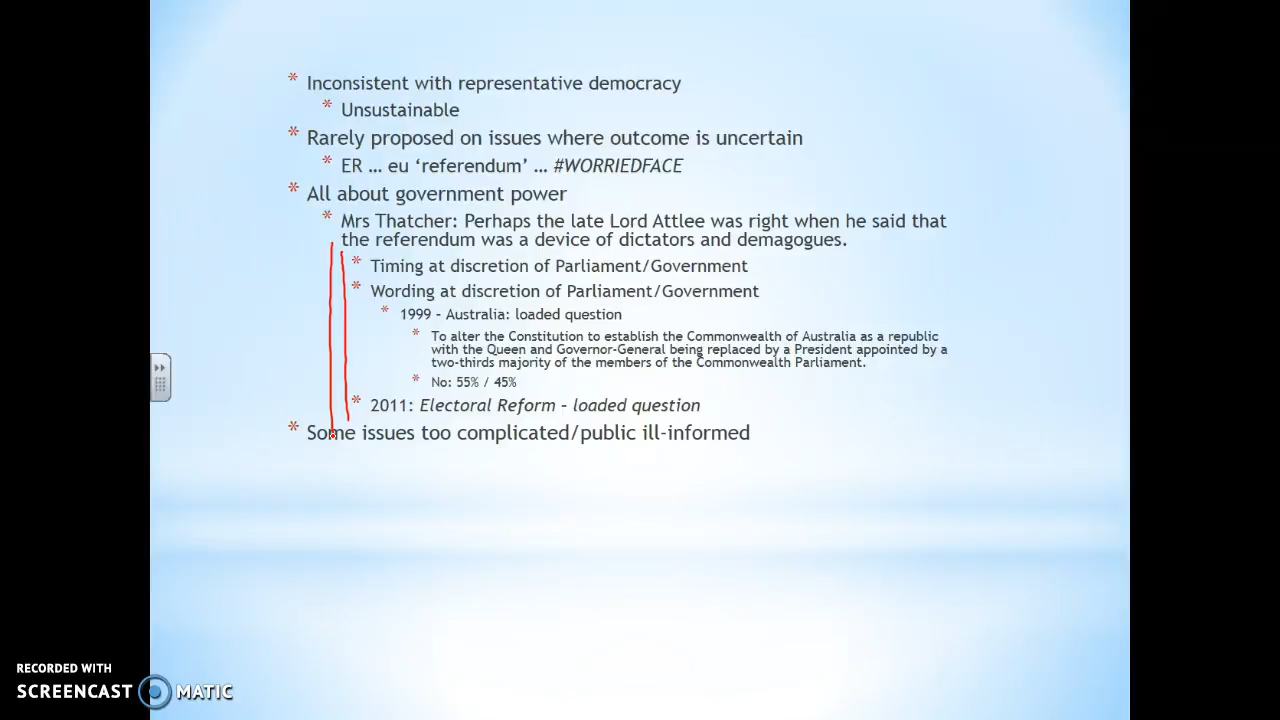 * Inconsistent with representative democracy
* Unsustainable
* Rarely proposed on issues where outcome is uncertain
* ER … eu ‘referendum’ … #WORRIEDFACE
* All about government power
* Mrs Thatcher: Perhaps the late Lord Attlee was right when he said that
the referendum was a device of dictators and demagogues.
* Timing at discretion of Parliament/Government
* Wording at discretion of Parliament/Government
* 1999 – Australia: loaded question
* To alter the Constitution to establish the Commonwealth of Australia as a republic
with the Queen and Governor-General being replaced by a President appointed by a
two-thirds majority of the members of the Commonwealth Parliament.
* No: 55% / 45%
* 2011: Electoral Reform – loaded question
* Some issues too complicated/public ill-informed
RECORDED WITH
SCREENCAST MATIC